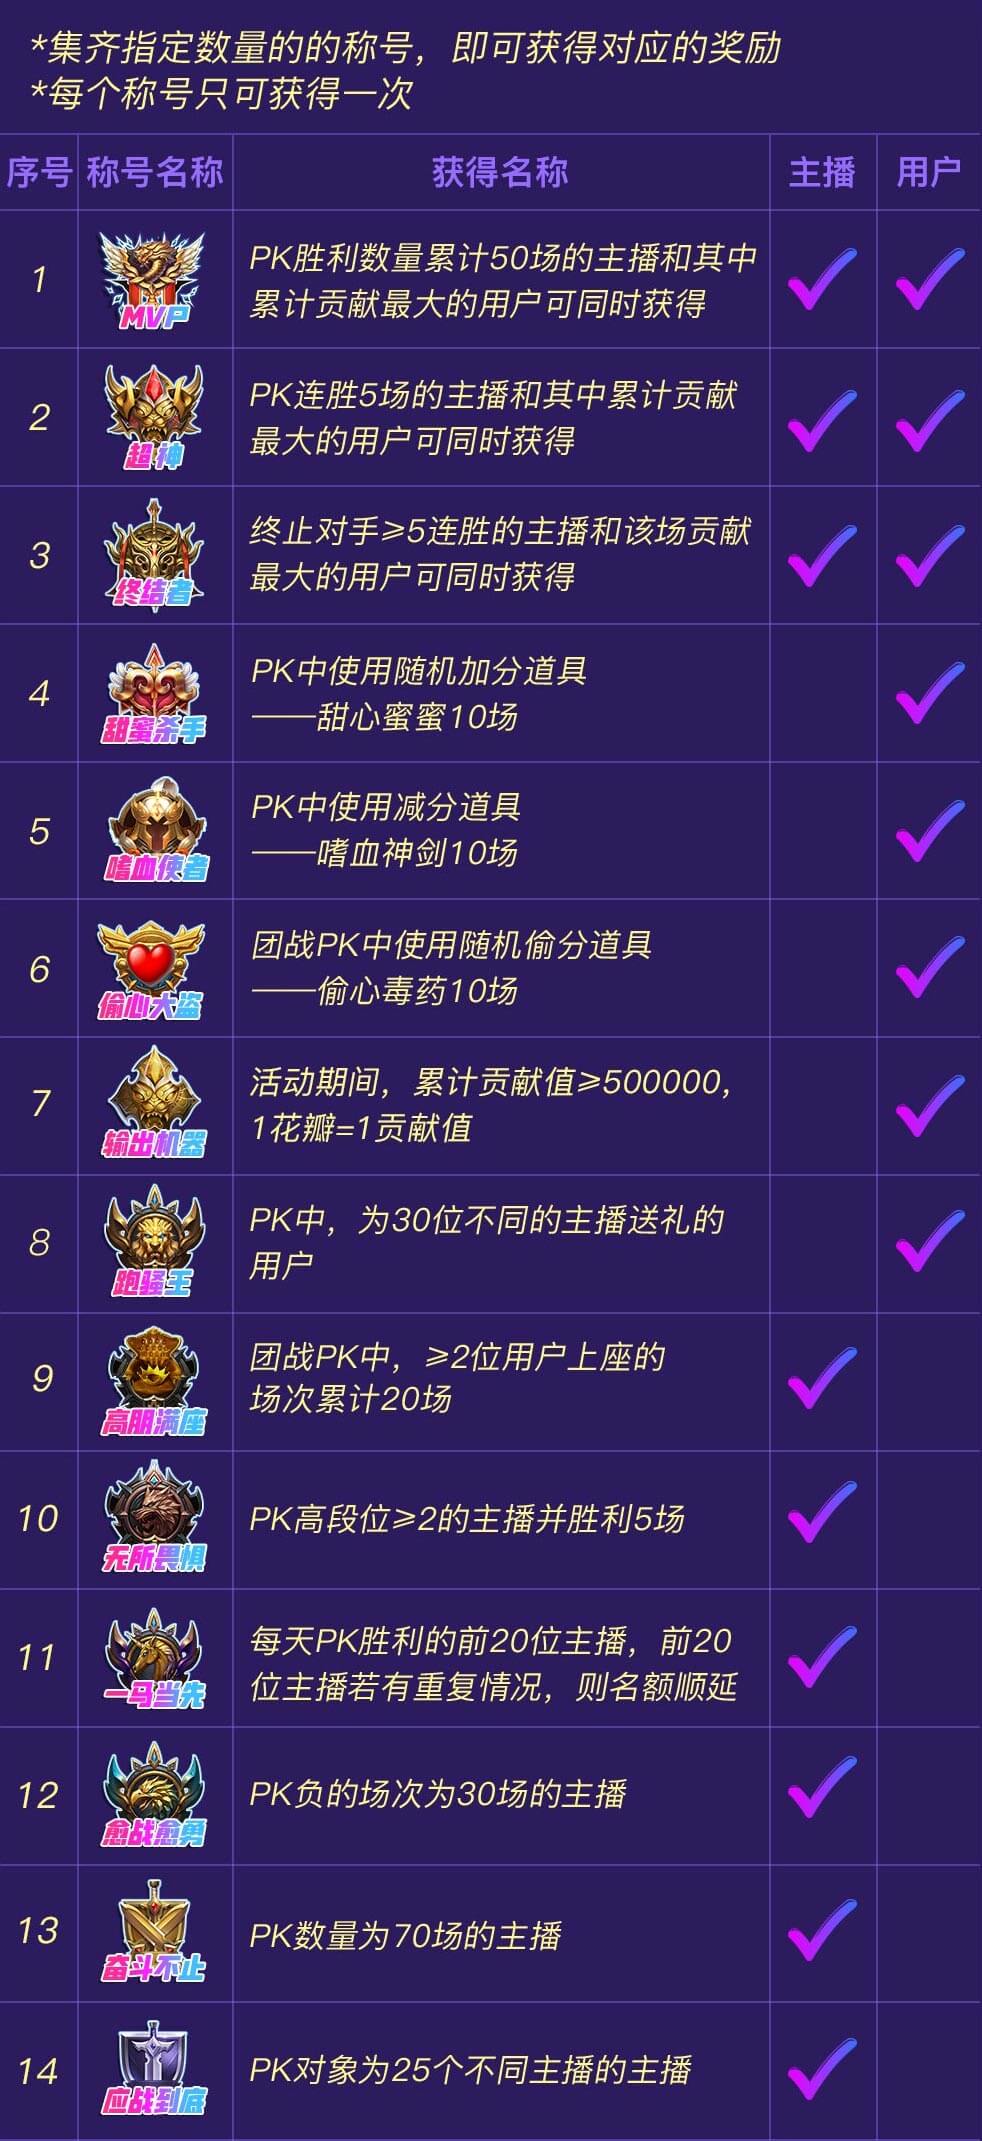 *集齐指定数量的的称号，即可获得对应的奖励
*每个称号只可获得一次
序号 称号名称 获得名称 主播 用户
1
MVP
PK胜利数量累计50场的主播和其中
累计贡献最大的用户可同时获得
2
超神
PK连胜5场的主播和其中累计贡献
最大的用户可同时获得
3
终结者
终止对手≥5连胜的主播和该场贡献
最大的用户可同时获得
4
甜蜜杀手
PK中使用随机加分道具
——甜心蜜蜜10场
5
嗜血使者
PK中使用减分道具
——嗜血神剑10场
6
偷心大盗
团战PK中使用随机偷分道具
——偷心毒药10场
7
输出机器
活动期间，累计贡献值≥500000，
1花瓣=1贡献值
8
跑骚王
PK中，为30位不同的主播送礼的
用户
9
高朋满座
团战PK中，≥2位用户上座的
场次累计20场
10
无所畏惧
PK高段位≥2的主播并胜利5场
11
一马当先
每天PK胜利的前20位主播，前20
位主播若有重复情况，则名额顺延
12
愈战愈勇
PK负的场次为30场的主播
13
奋斗不止
PK数量为70场的主播
14
应战到底
PK对象为25个不同主播的主播